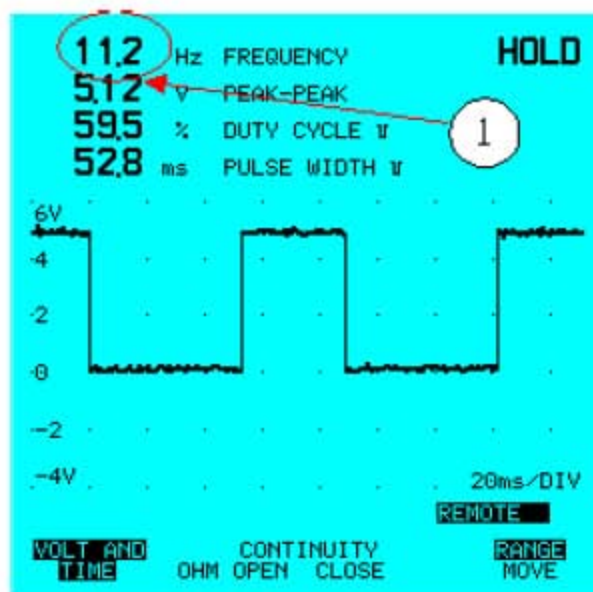 11.2 Hz FREQUENCY HOLD
5.12 V PEAK-PEAK
59.5 % DUTY CYCLE
52.8 ms PULSE WIDTH
1
6V
4
2
0
-2
-4V
20ms/DIV
REMOTE
VOLT AND CONTINUITY RANGE
TIME OHM OPEN CLOSE MOVE